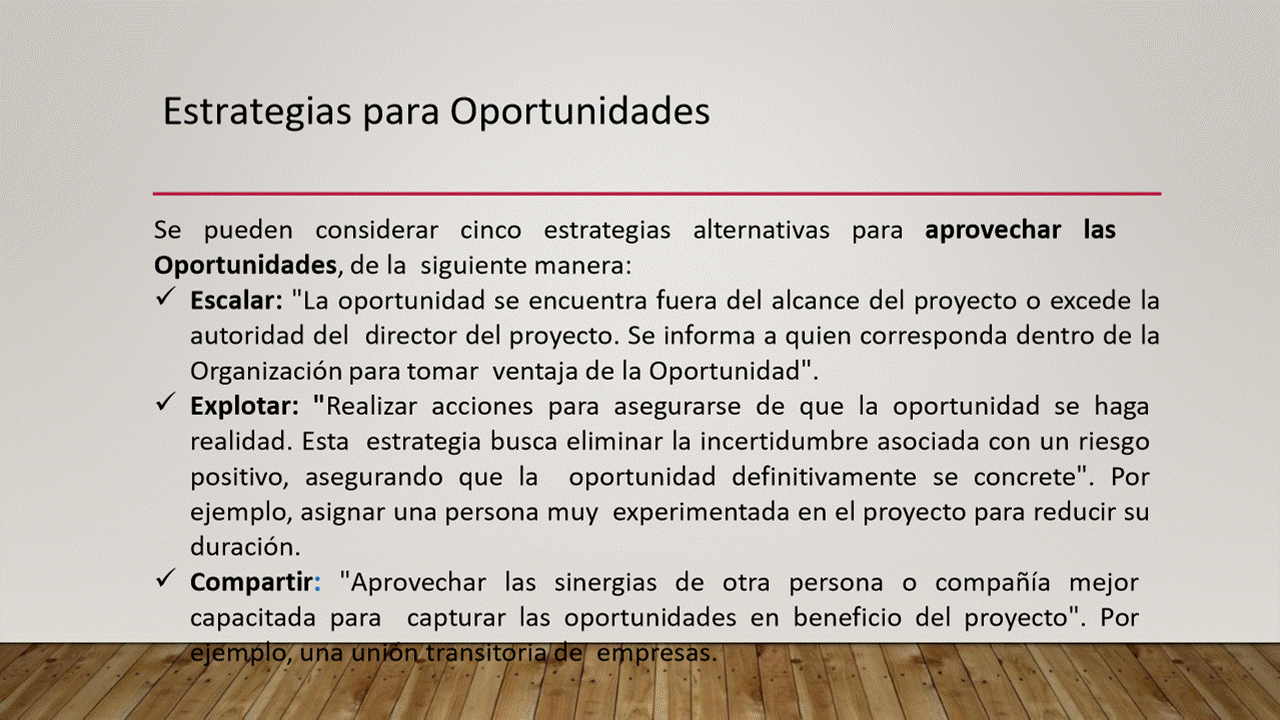 Estrategias para Oportunidades
Se pueden considerar cinco estrategias alternativas para aprovechar las
Oportunidades, de la siguiente manera:
✓ Escalar: "La oportunidad se encuentra fuera del alcance del proyecto o excede la
autoridad del director del proyecto. Se informa a quien corresponda dentro de la
Organización para tomar ventaja de la Oportunidad".
✓ Explotar: "Realizar acciones para asegurarse de que la oportunidad se haga
realidad. Esta estrategia busca eliminar la incertidumbre asociada con un riesgo
positivo, asegurando que la oportunidad definitivamente se concrete". Por
ejemplo, asignar una persona muy experimentada en el proyecto para reducir su
duración.
✓ Compartir: "Aprovechar las sinergias de otra persona o compañía mejor
capacitada para capturar las oportunidades en beneficio del proyecto". Por
ejemplo, una unión transitoria de empresas.